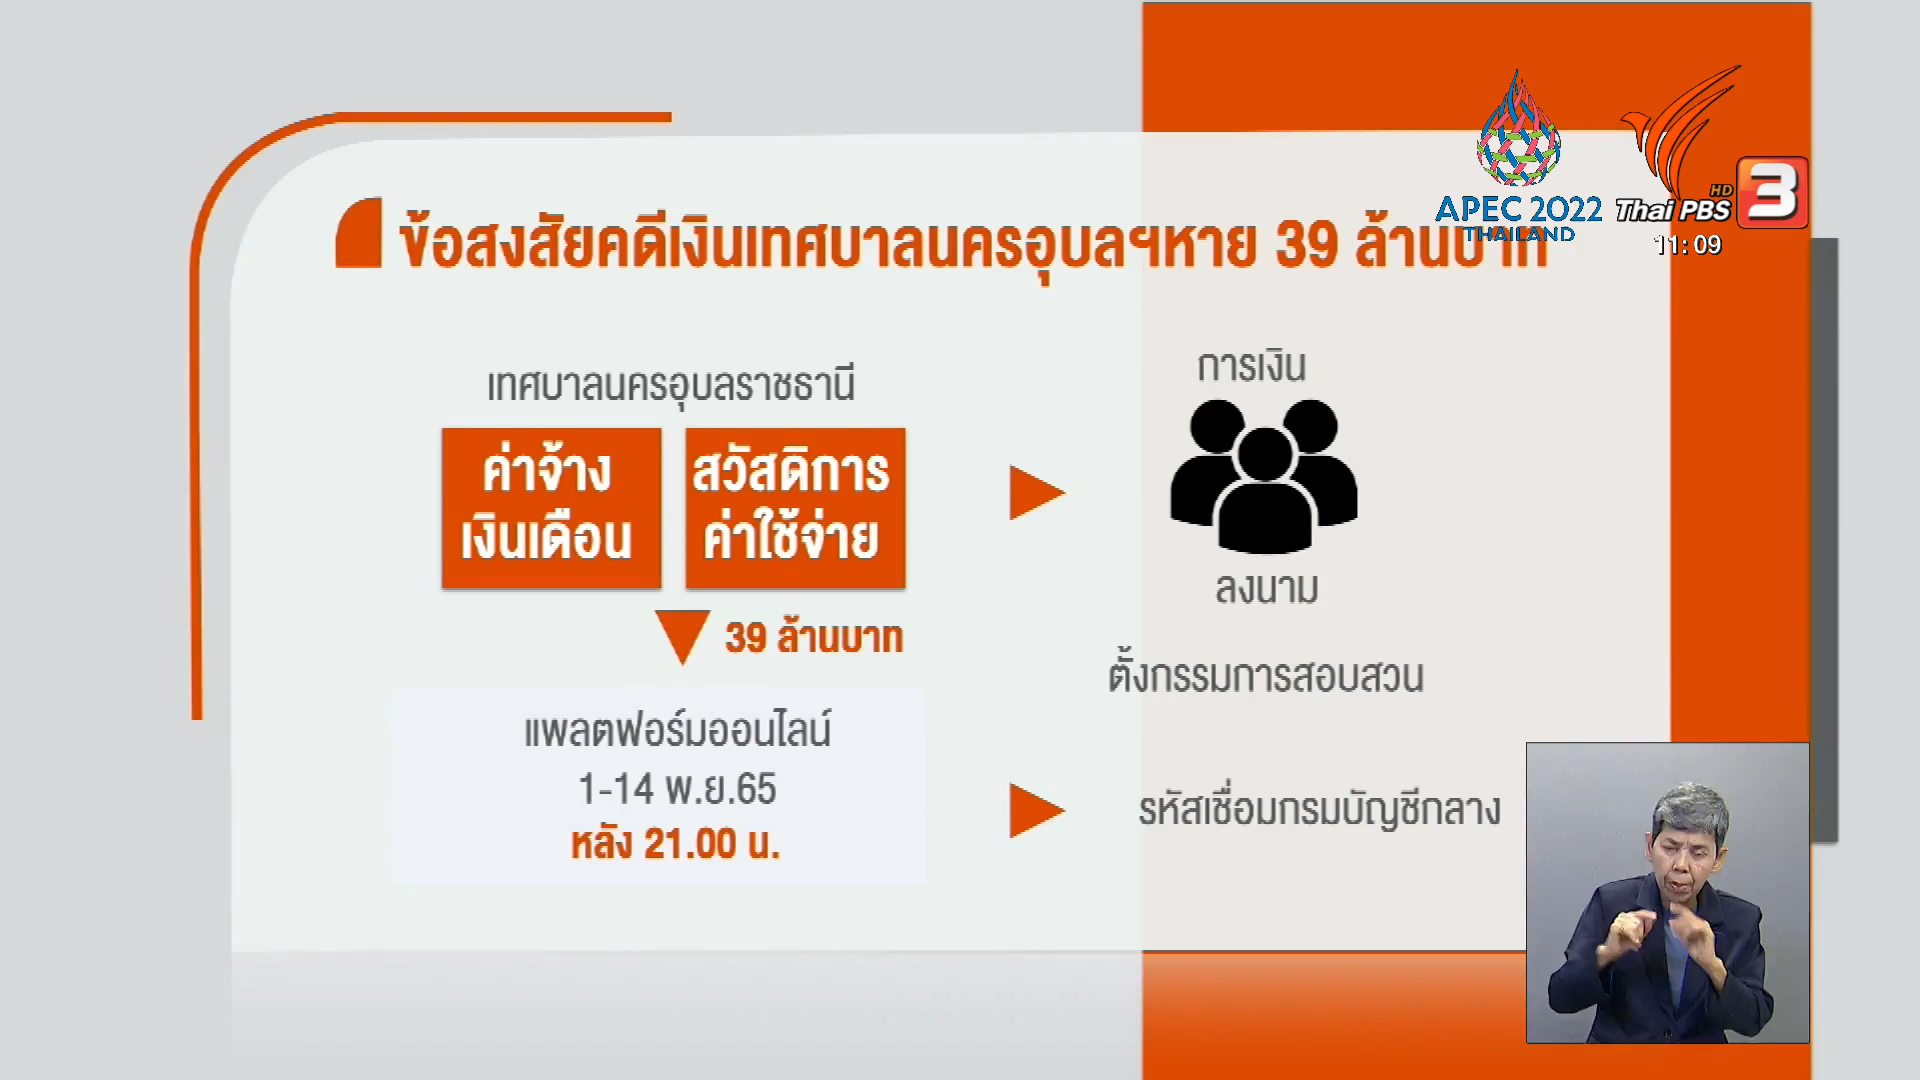 APEC 2022
THAILAND
HD
Thai PBS
3
11:09
ข้อสงสัยคดีเงินเทศบาลนครอุบลฯหาย 39 ล้านบาท
เทศบาลนครอุบลราชธานี
ค่าจ้าง
เงินเดือน
สวัสดิการ
ค่าใช้จ่าย
39 ล้านบาท
แพลตฟอร์มออนไลน์
1-14 พ.ย.65
หลัง 21.00 น.
การเงิน
ลงนาม
ตั้งกรรมการสอบสวน
รหัสเชื่อมกรมบัญชีกลาง